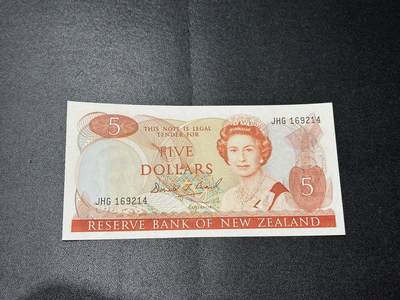 5
THIS NOTE IS LEGAL
TENDER FOR
JHG 169214
FIVE
DOLLARS
JHG 169214
5
RESERVE BANK OF NEW ZEALAND